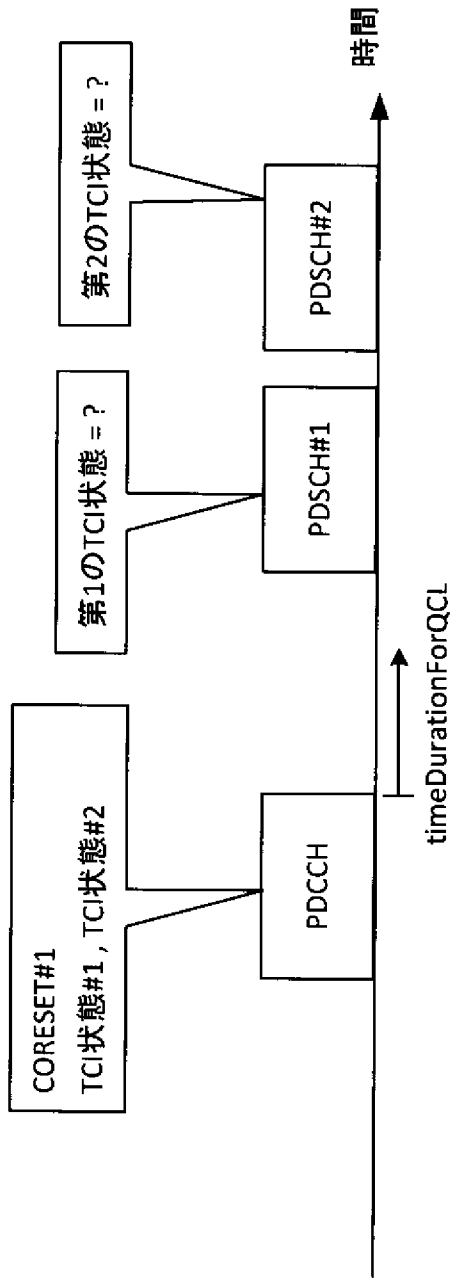 CORESET#1
TCI状態#1 , TCI状態#2
PDCCH
timeDurationForQCL
第1のTCI状態 = ?
PDSCH#1
第2のTCI状態 = ?
PDSCH#2
時間